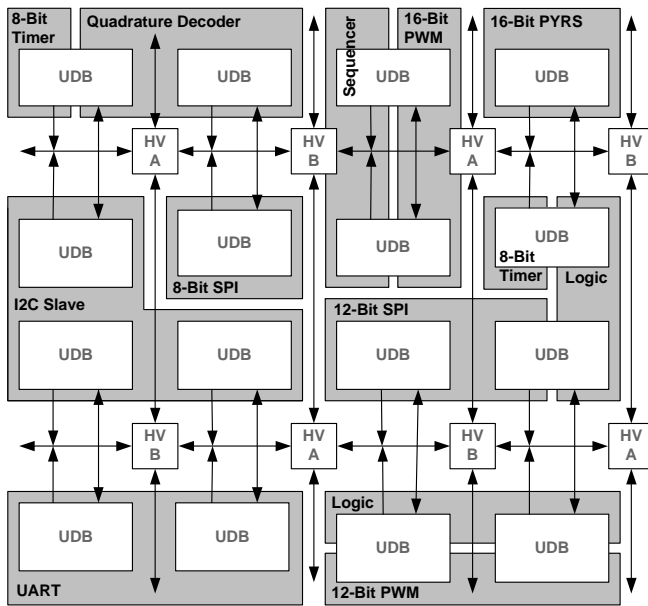 8-Bit
Timer
Quadrature Decoder
Sequencer
16-Bit
PWM
16-Bit PYRS
UDB
UDB
UDB
UDB
HV
A
HV
B
HV
A
HV
B
UDB
UDB
UDB
UDB
8-Bit
Timer
Logic
8-Bit SPI
I2C Slave
12-Bit SPI
UDB
UDB
UDB
UDB
HV
B
HV
A
HV
B
HV
A
Logic
UDB
UDB
UDB
UDB
UART
12-Bit PWM